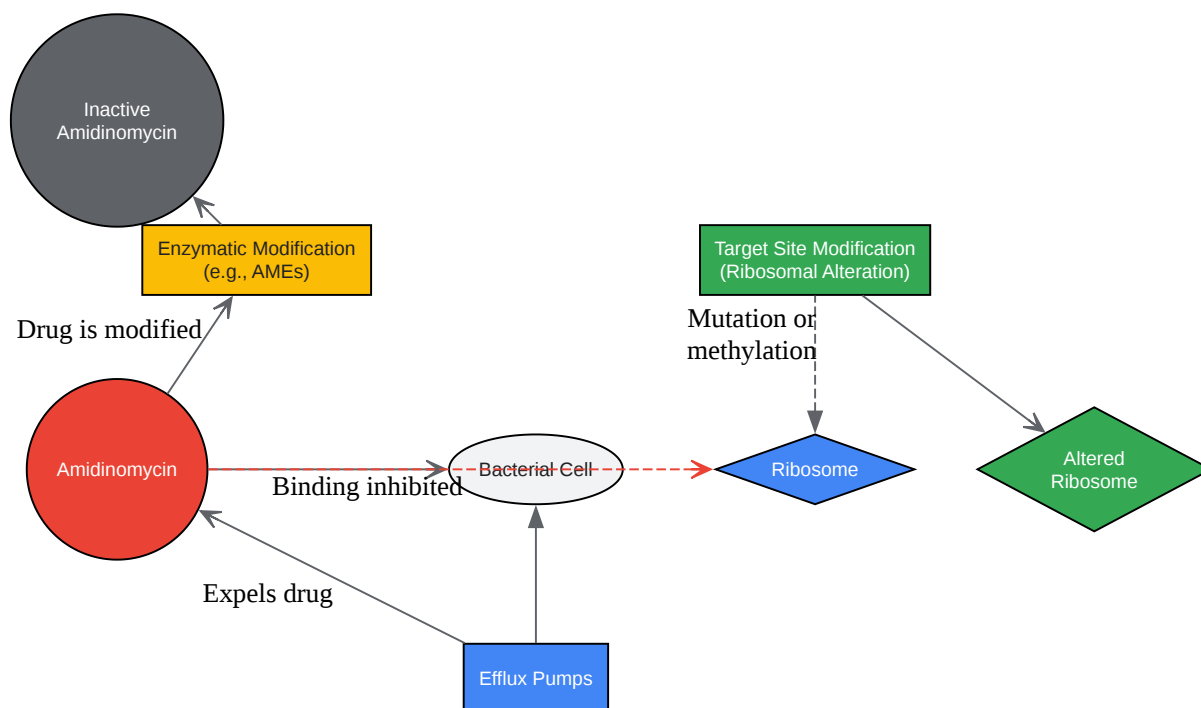 Inactive
Amidinomycin
Enzymatic Modification
(e.g., AMEs)
Target Site Modification
(Ribosomal Alteration)
Drug is modified
Mutation or
methylation
Amidinomycin
Bacterial Cell
Binding inhibited
Ribosome
Altered
Ribosome
Expels drug
Efflux Pumps